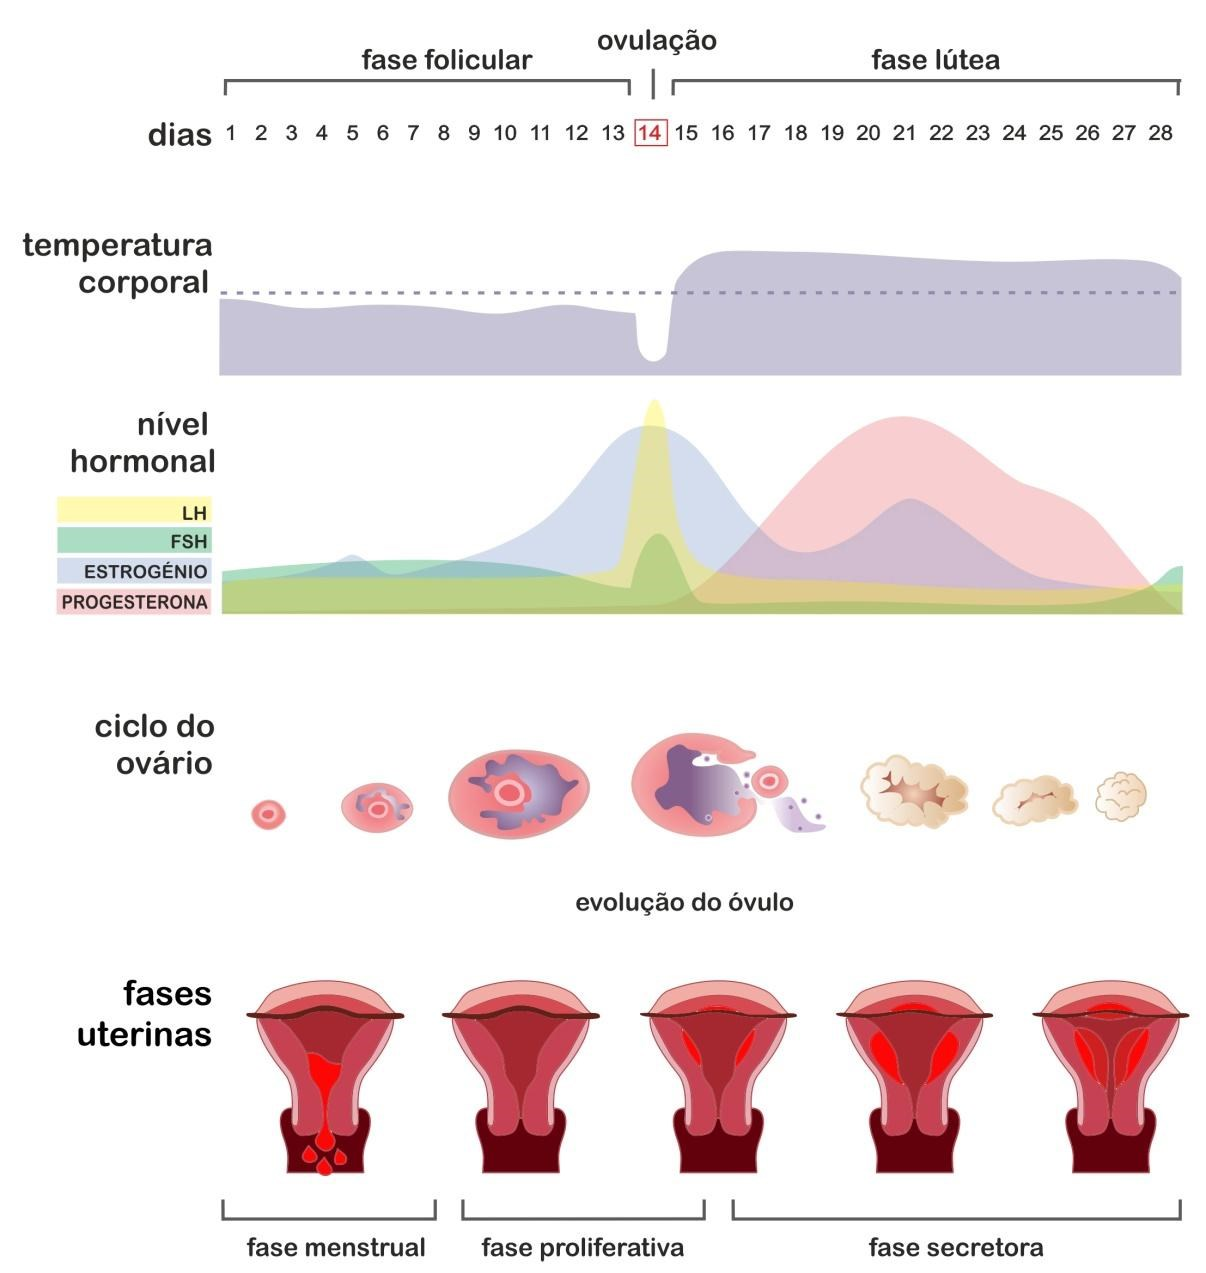 ovulação
fase folicular
fase lútea
dias 1 2 3 4 5 6 7 8 9 10 11 12 13 14 15 16 17 18 19 20 21 22 23 24 25 26 27 28
temperatura
corporal
nível
hormonal
LH
FSH
ESTROGÉNIO
PROGESTERONA
ciclo do
ovário
evolução do óvulo
fases
uterinas
fase menstrual
fase proliferativa
fase secretora